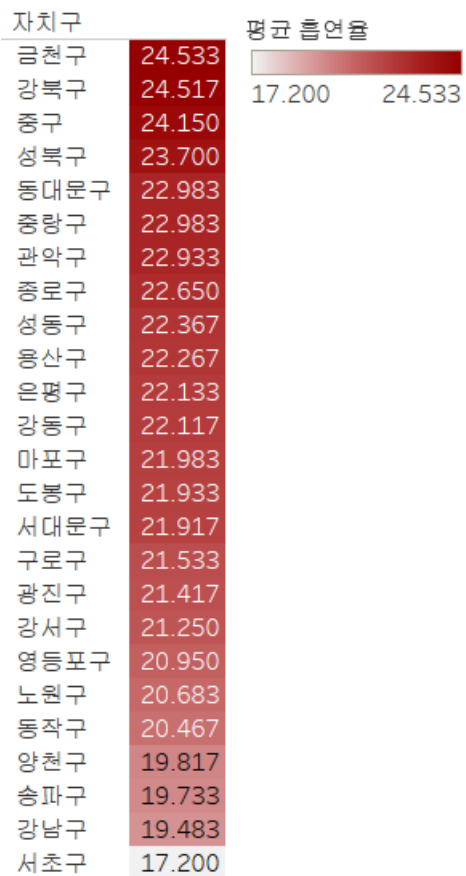 자치구
금천구 24.533
강북구 24.517
중구 24.150
성북구 23.700
동대문구 22.983
중랑구 22.983
관악구 22.933
종로구 22.650
성동구 22.367
용산구 22.267
은평구 22.133
강동구 22.117
마포구 21.983
도봉구 21.933
서대문구 21.917
구로구 21.533
광진구 21.417
강서구 21.250
영등포구 20.950
노원구 20.683
동작구 20.467
양천구 19.817
송파구 19.733
강남구 19.483
서초구 17.200
평균 흡연율
17.200 24.533